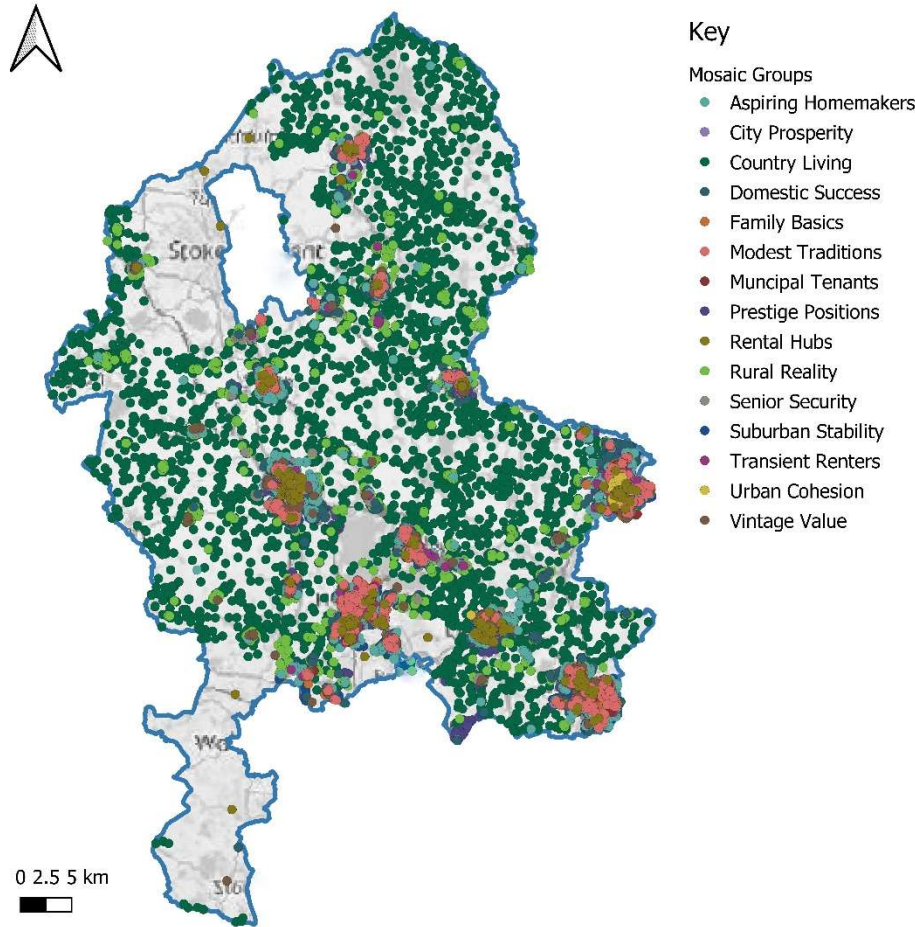 Key
Mosaic Groups
Aspiring Homemakers
City Prosperity
Country Living
Domestic Success
Family Basics
Modest Traditions
Muncipal Tenants
Prestige Positions
Rental Hubs
Rural Reality
Senior Security
Suburban Stability
Transient Renters
Urban Cohesion
Vintage Value
Stoke
0 2.5 5 km